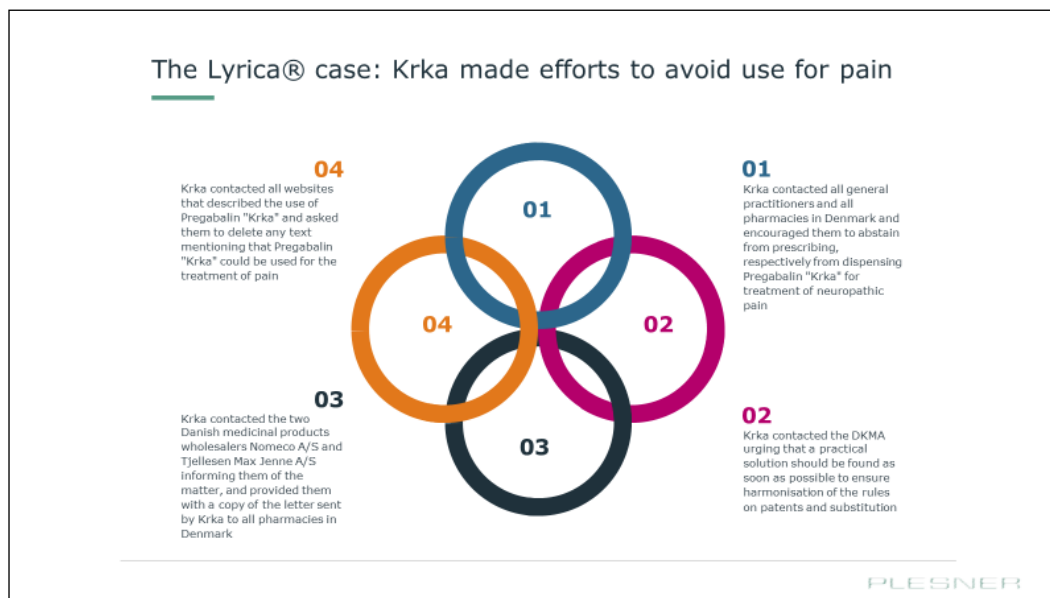 The Lyrica® case: Krka made efforts to avoid use for pain
01
Krka contacted all general
practitioners and all
pharmacies in Denmark and
encouraged them to abstain
from prescribing,
respectively from dispensing
Pregabalin "Krka" for
treatment of neuropathic
pain
02
Krka contacted the DKMA
urging that a practical
solution should be found as
soon as possible to ensure
harmonisation of the rules
on patents and substitution
03
Krka contacted the two
Danish medicinal products
wholesalers Nomeco A/S and
Tjellesen Max Jenne A/S
informing them of the
matter, and provided them
with a copy of the letter sent
by Krka to all pharmacies in
Denmark
04
Krka contacted all websites
that described the use of
Pregabalin "Krka" and asked
them to delete any text
mentioning that Pregabalin
"Krka" could be used for the
treatment of pain
01
02
03
04
PLESNER